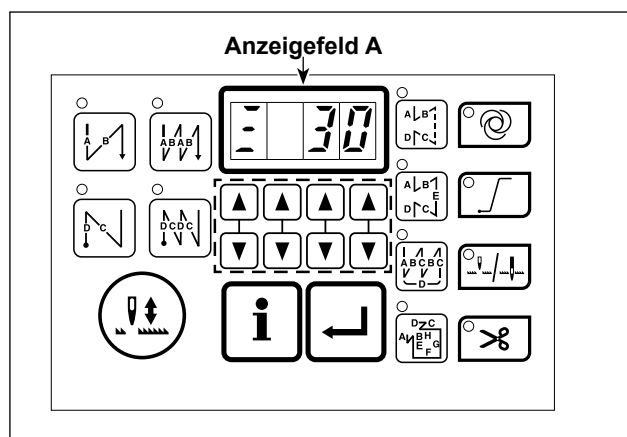 Anzeigefeld A
30
A B
A B A B
A B
D C
D C
D C D C
A B
D C
E
A B C B C
D
i
D C
A B H
E G
F